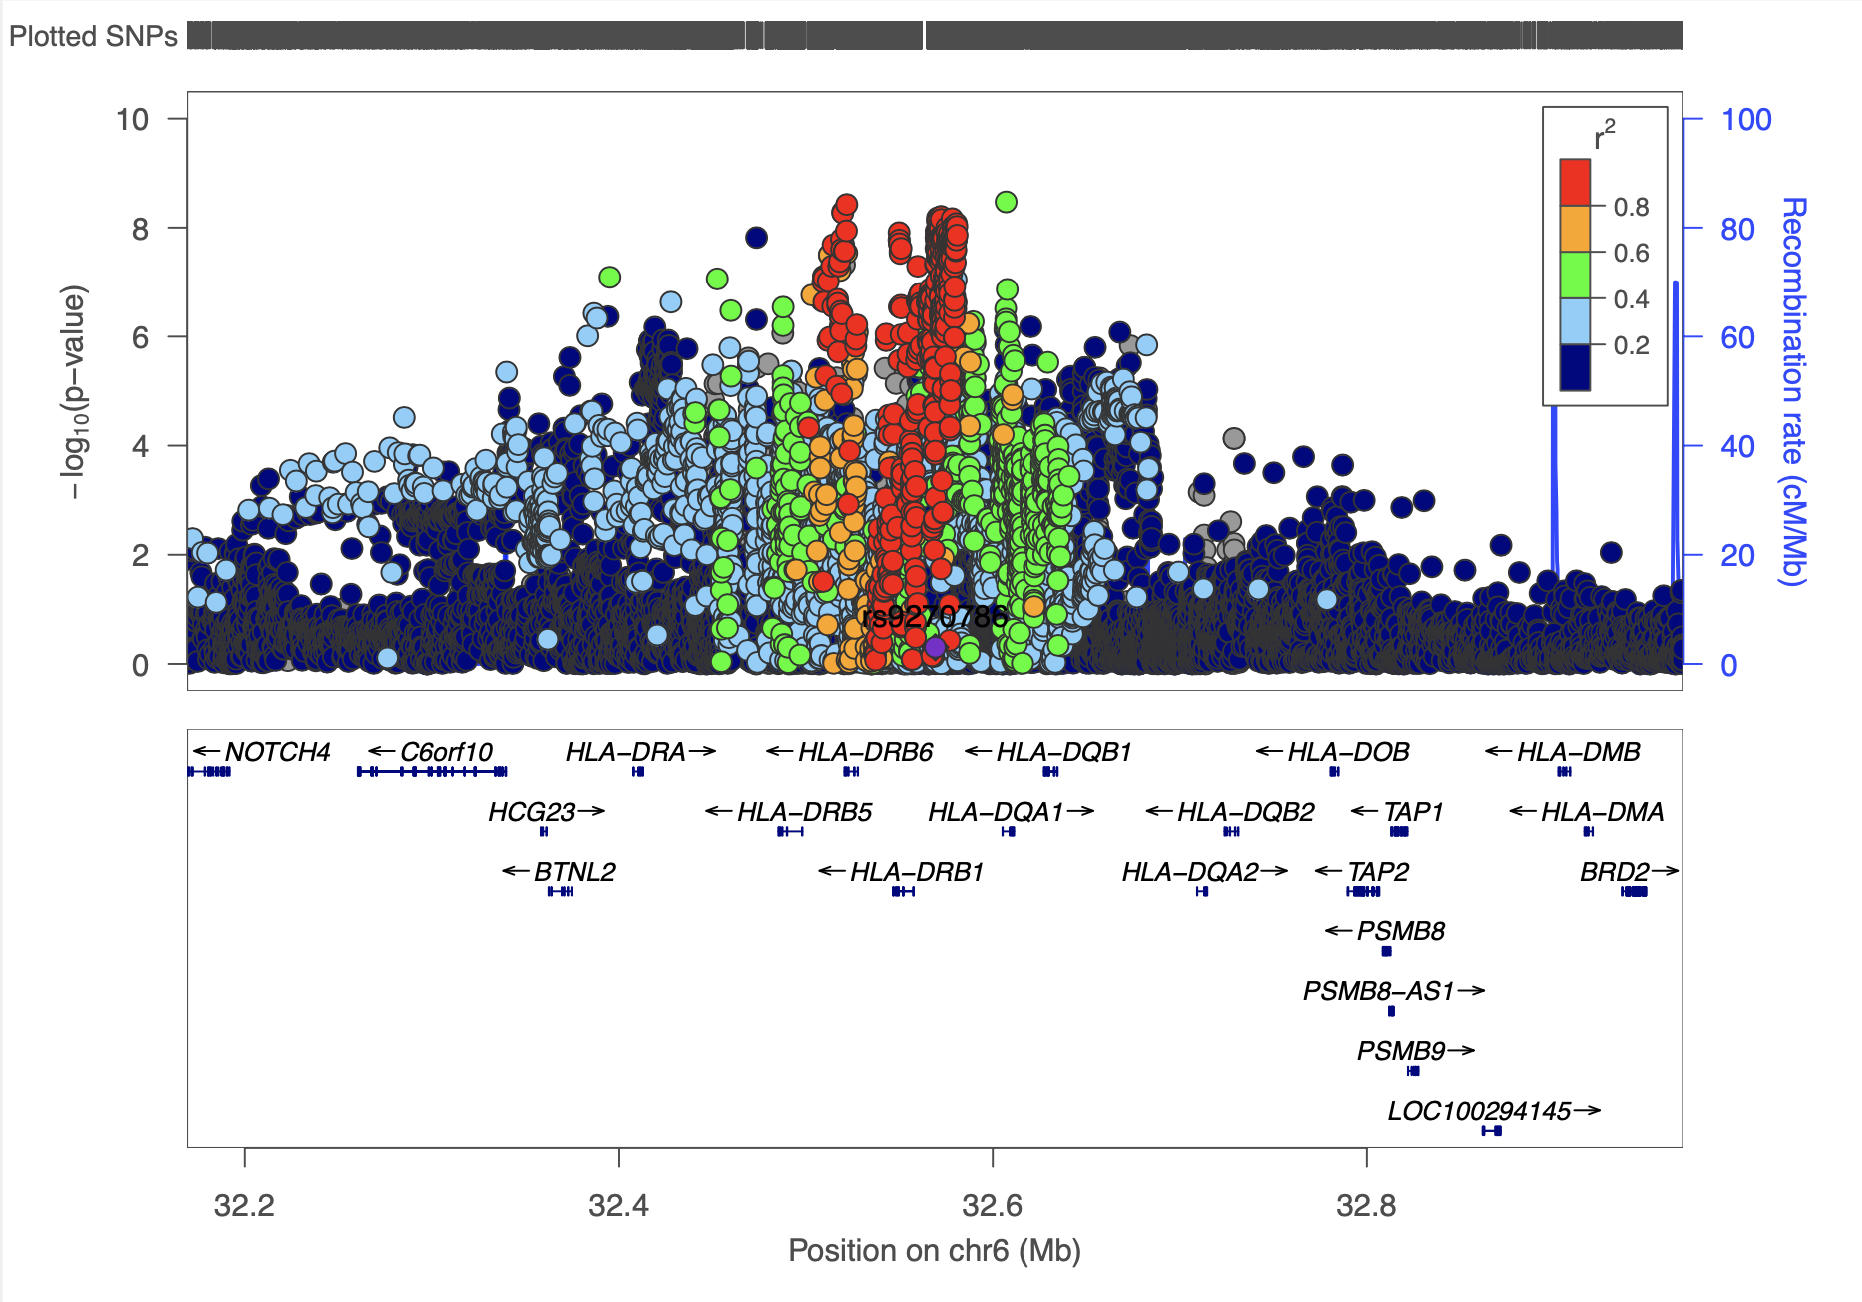 Plotted SNPs
10
8
6
4
2
0
−log10(p−value)
100
80
60
40
20
0
Recombination rate (cM/Mb)
r2
0.8
0.6
0.4
0.2
rs9270786
←NOTCH4 ←C6orf10 HLA−DRA→ ←HLA−DRB6 ←HLA−DQB1 ←HLA−DOB ←HLA−DMB
HCG23→ ←HLA−DRB5 HLA−DQA1→ ←HLA−DQB2 ←TAP1 ←HLA−DMA
←BTNL2 ←HLA−DRB1 HLA−DQA2→ ←TAP2 BRD2→
←PSMB8
PSMB8−AS1→
PSMB9→
LOC100294145→
32.2 32.4 32.6 32.8
Position on chr6 (Mb)